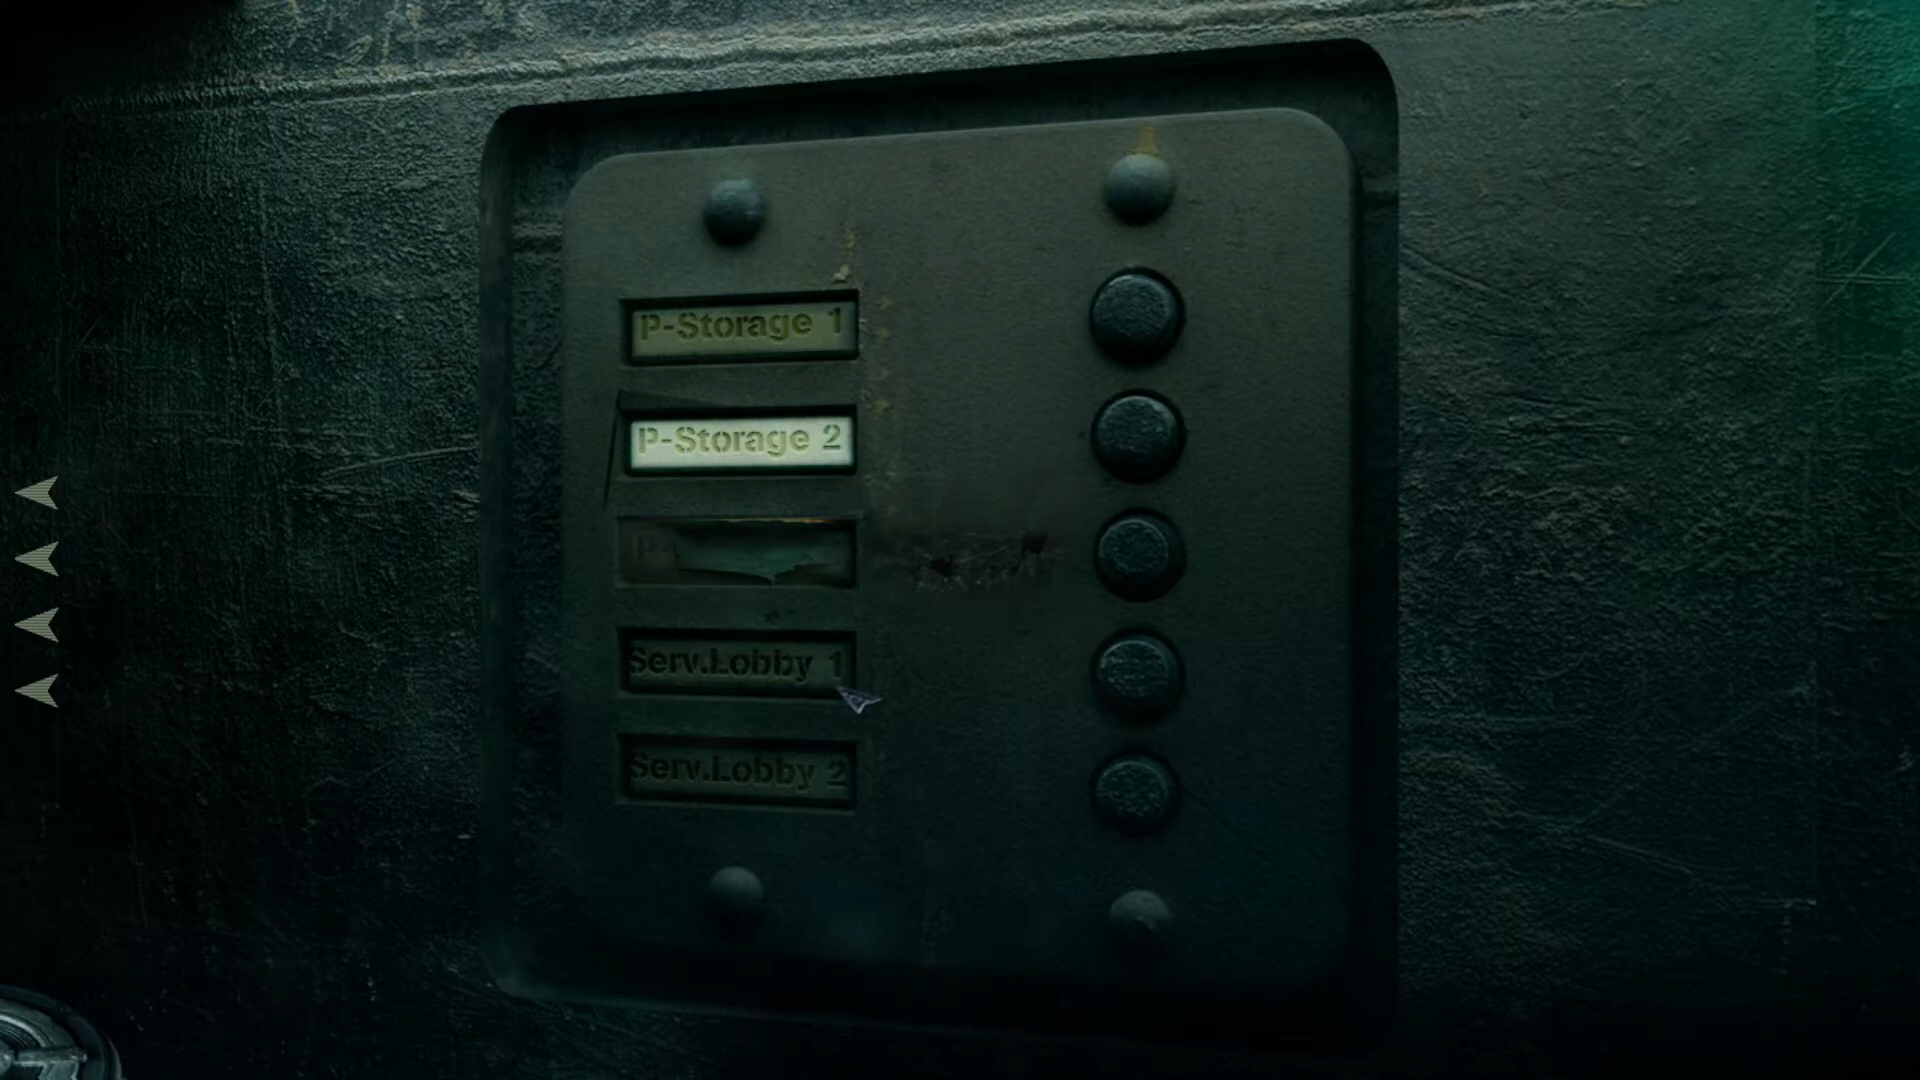 P-Storage 1
P-Storage 2
P-
Serv.Lobby 1
Serv.Lobby 2